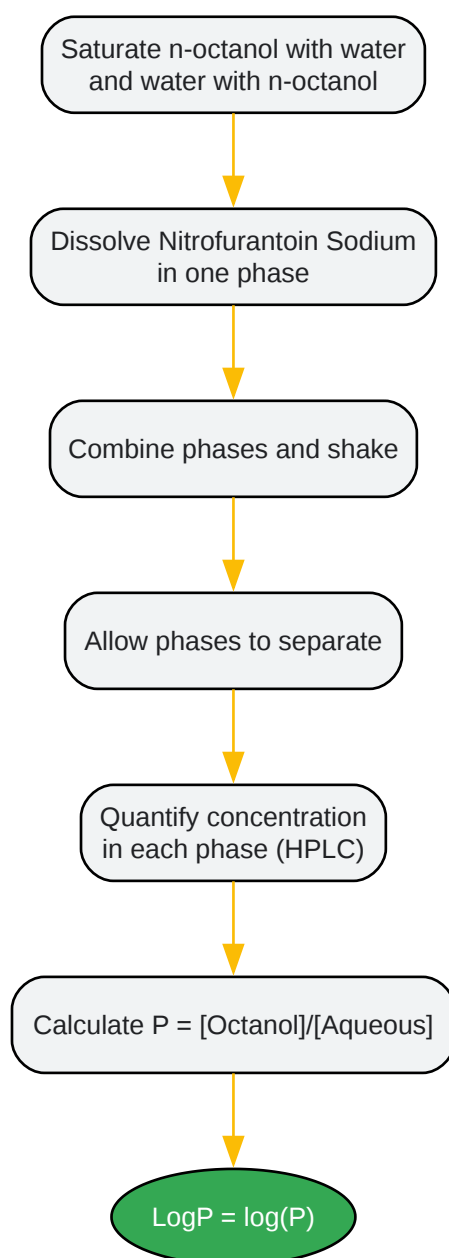 Saturate n-octanol with water
and water with n-octanol
Dissolve Nitrofurantoin Sodium
in one phase
Combine phases and shake
Allow phases to separate
Quantify concentration
in each phase (HPLC)
Calculate P = [Octanol]/[Aqueous]
LogP = log(P)